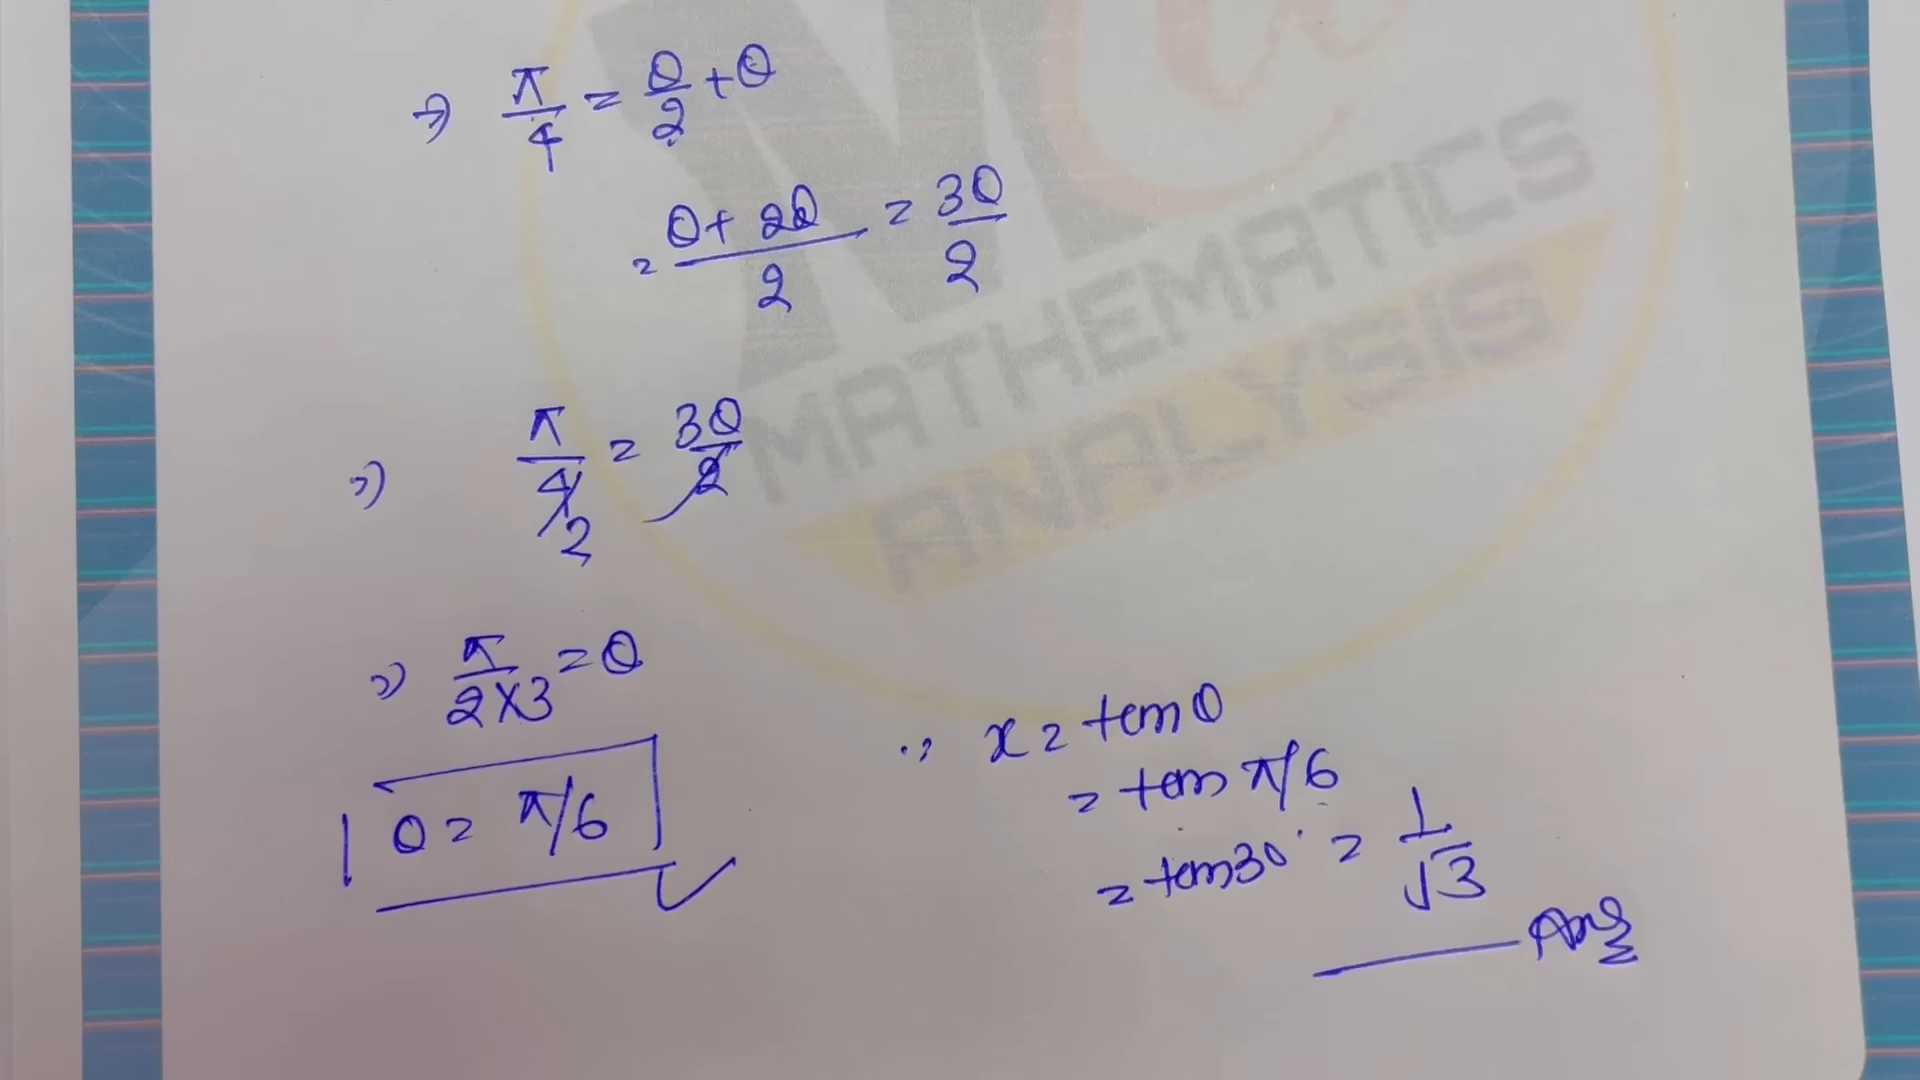 ⇒ π/4 = θ/2 + θ
= θ + 2θ / 2 = 3θ/2
⇒ π/4 2 = 3θ/2
⇒ π/2×3 = θ
θ = π/6
∴ x = tan θ
= tan π/6
= tan 30° = 1/√3
Ans
MATHEMATICS
ANALYSIS